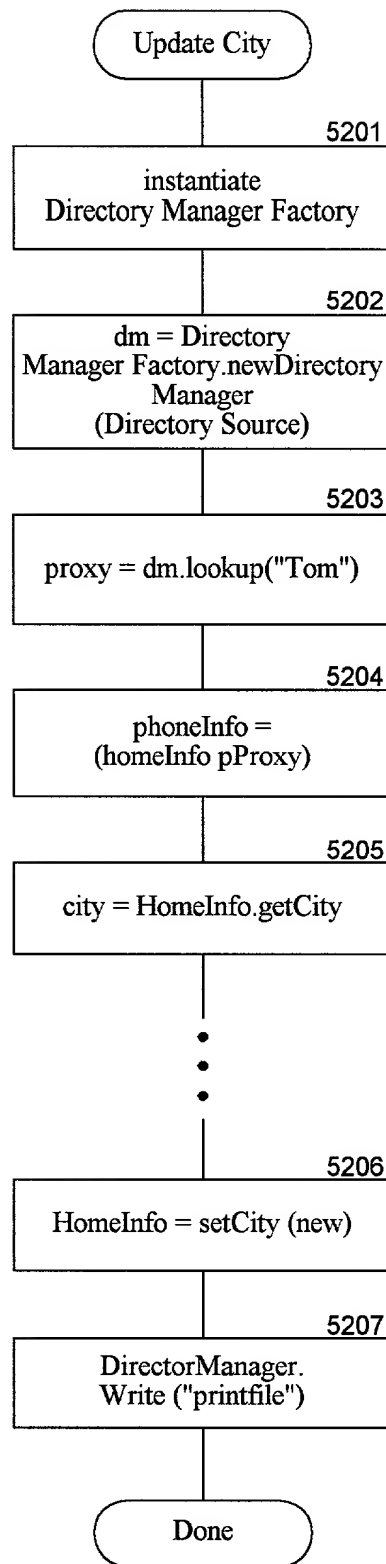 Update City
5201
instantiate
Directory Manager Factory
5202
dm = Directory
Manager Factory.newDirectory
Manager
(Directory Source)
5203
proxy = dm.lookup("Tom")
5204
phoneInfo =
(homeInfo pProxy)
5205
city = HomeInfo.getCity
5206
HomeInfo = setCity (new)
5207
DirectorManager.
Write ("printfile")
Done